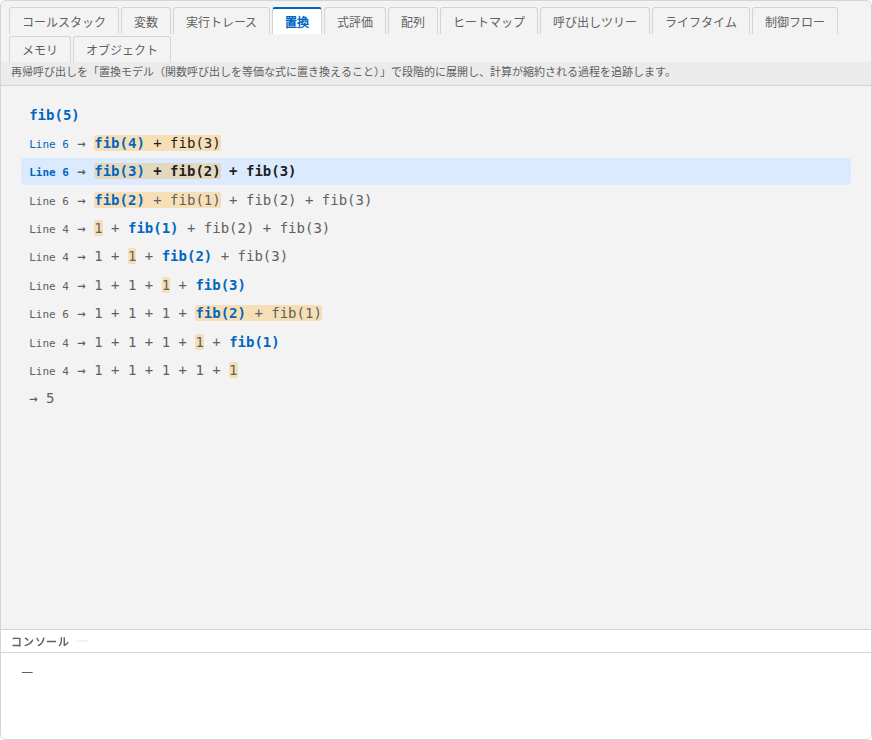 コールスタック 変数 実行トレース 置換 式評価 配列 ヒートマップ 呼び出しツリー ライフタイム 制御フロー
メモリ オブジェクト
再帰呼び出しを「置換モデル（関数呼び出しを等価な式に置き換えること）」で段階的に展開し、計算が縮約される過程を追跡します。
fib(5)
Line 6 → fib(4) + fib(3)
Line 6 → fib(3) + fib(2) + fib(3)
Line 6 → fib(2) + fib(1) + fib(2) + fib(3)
Line 4 → 1 + fib(1) + fib(2) + fib(3)
Line 4 → 1 + 1 + fib(2) + fib(3)
Line 4 → 1 + 1 + 1 + fib(3)
Line 6 → 1 + 1 + 1 + fib(2) + fib(1)
Line 4 → 1 + 1 + 1 + 1 + fib(1)
Line 4 → 1 + 1 + 1 + 1 + 1
→ 5
コンソール —
—